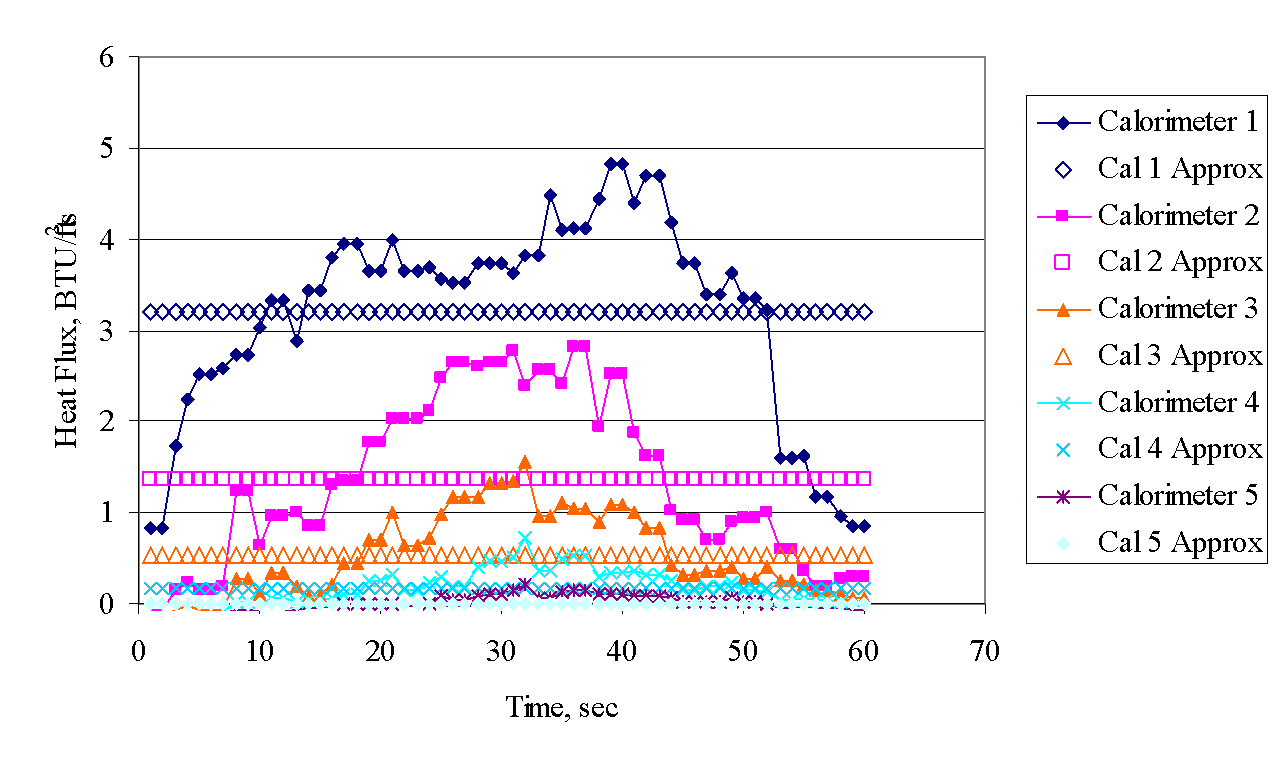 6
5
4
3
2
1
0
0 10 20 30 40 50 60 70
Heat Flux, BTU/ft²s
Time, sec
Calorimeter 1
Cal 1 Approx
Calorimeter 2
Cal 2 Approx
Calorimeter 3
Cal 3 Approx
Calorimeter 4
Cal 4 Approx
Calorimeter 5
Cal 5 Approx